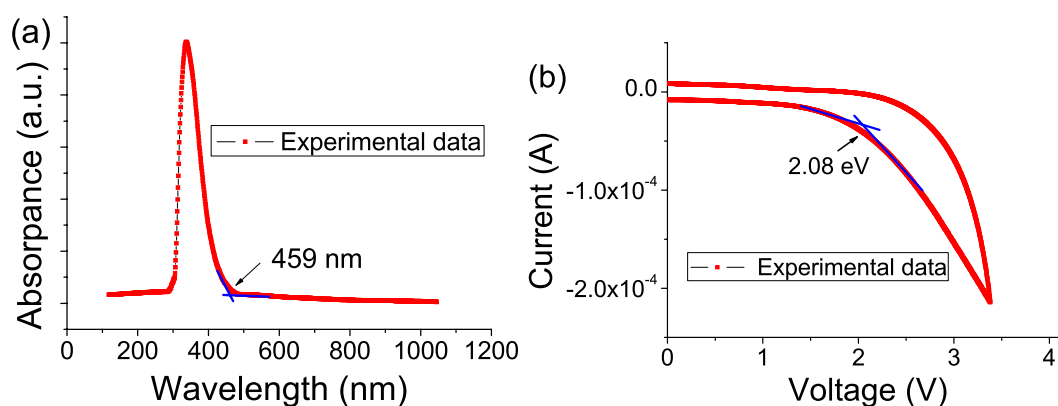 (a)
Absorpance (a.u.)
Experimental data
459 nm
0 200 400 600 800 1000 1200
Wavelength (nm)
(b)
Current (A)
0.0
-1.0x10⁻⁴
-2.0x10⁻⁴
2.08 eV
Experimental data
0 1 2 3 4
Voltage (V)